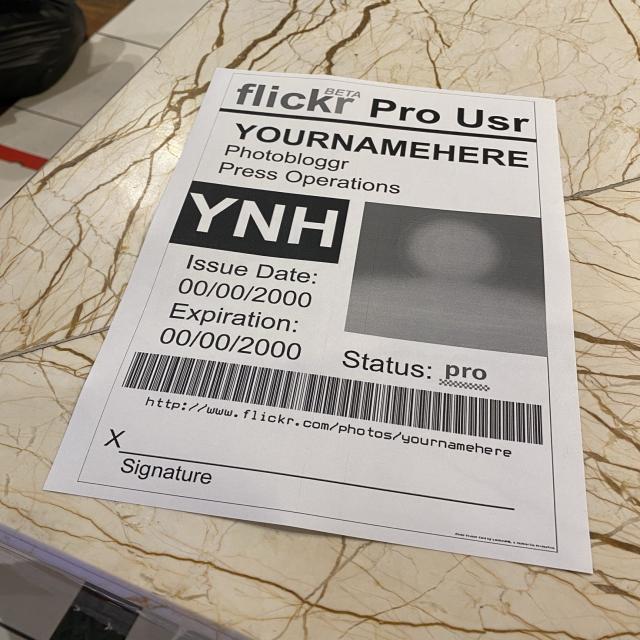 flickr BETA Pro Usr
YOURNAMEHERE
Photobloggr
Press Operations
YNH
Issue Date:
00/00/2000
Expiration:
00/00/2000
Status: pro
http://www.flickr.com/photos/yournamehere
X
Signature